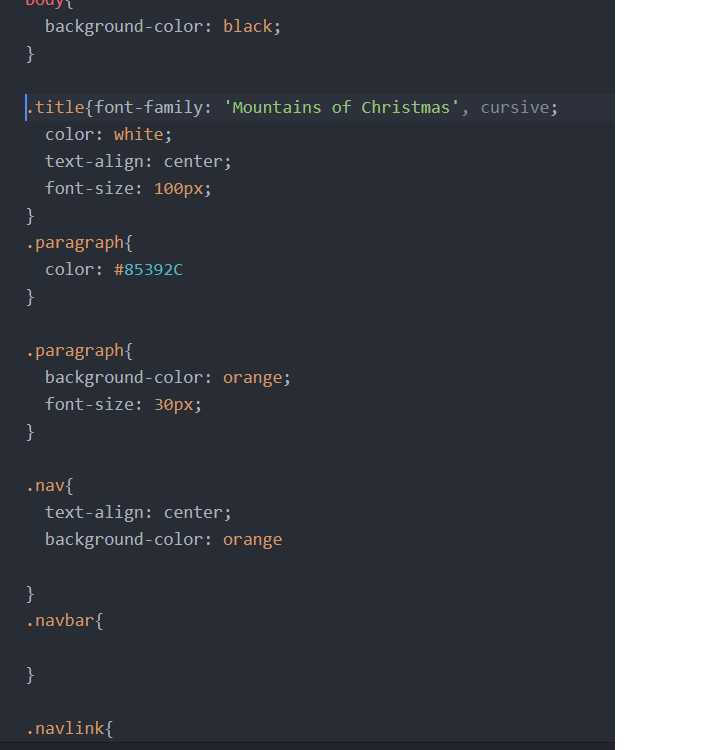 body{
  background-color: black;
}

.title{font-family: 'Mountains of Christmas', cursive;
  color: white;
  text-align: center;
  font-size: 100px;
}
.paragraph{
  color: #85392C
}

.paragraph{
  background-color: orange;
  font-size: 30px;
}

.nav{
  text-align: center;
  background-color: orange

}
.navbar{

}

.navlink{